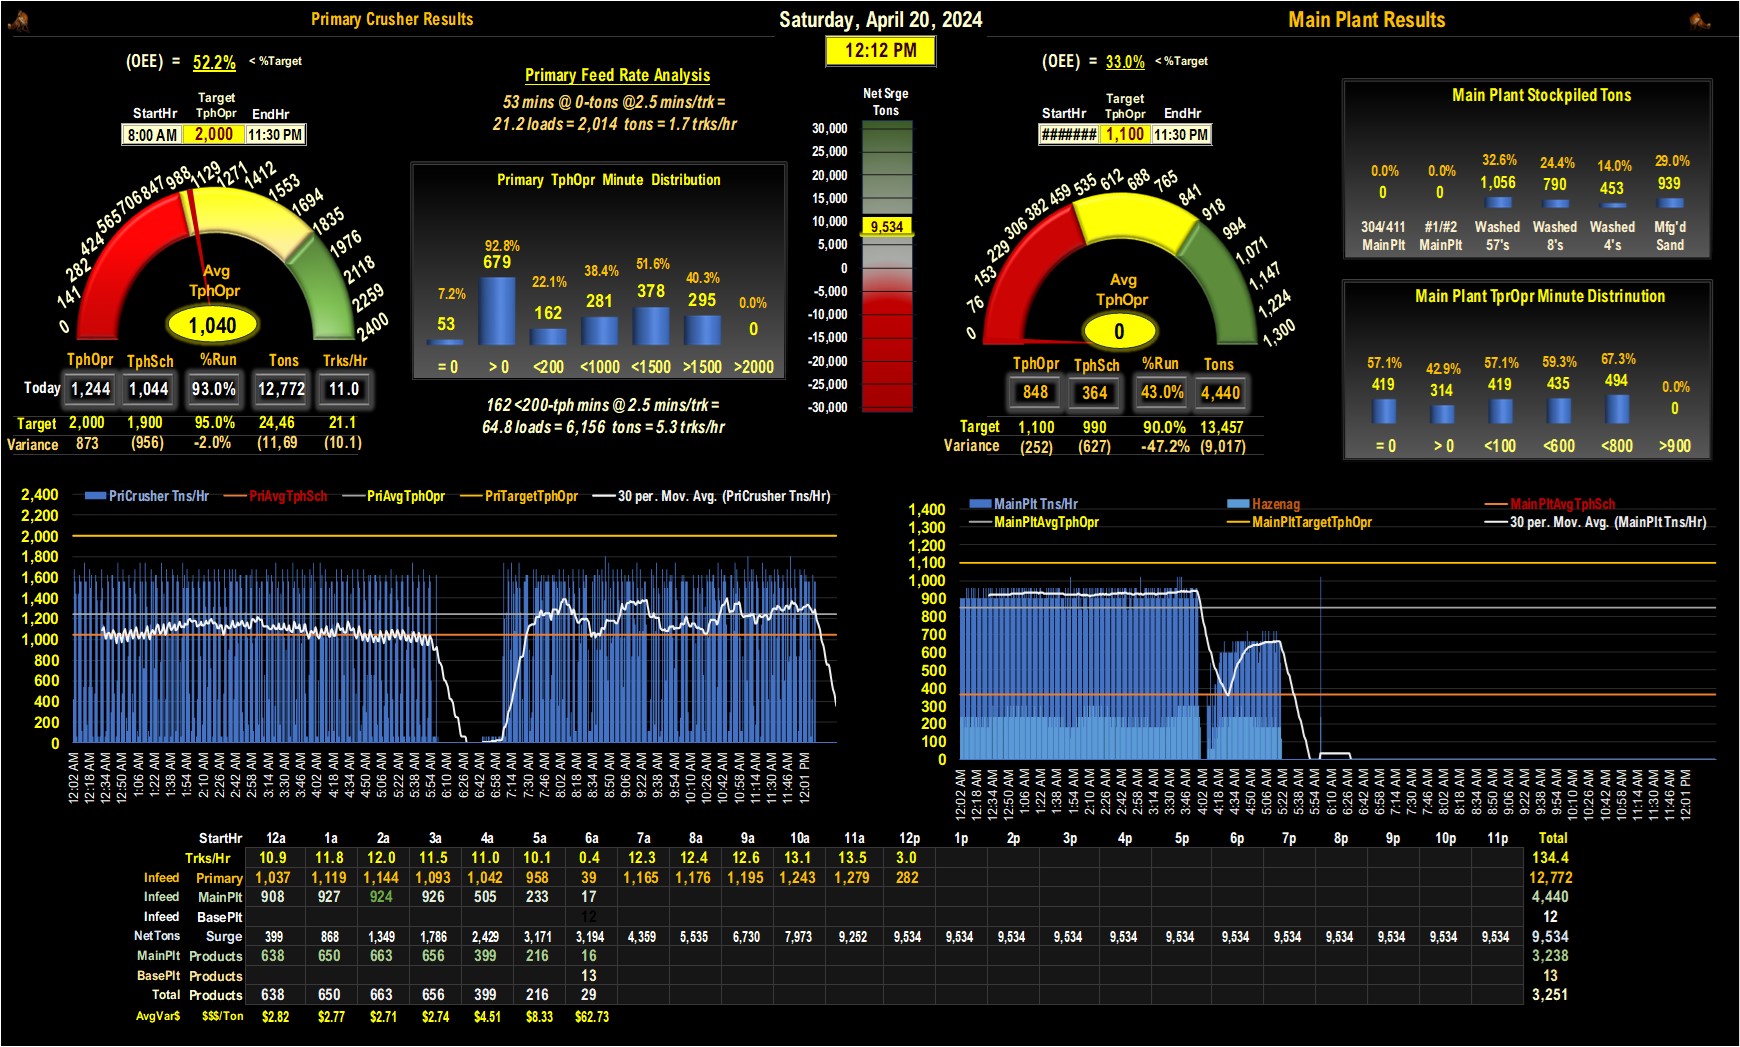 Primary Crusher Results
Saturday, April 20, 2024
Main Plant Results
12:12 PM
(OEE) = 52.2% < %Target
Target
StartHr TphOpr EndHr
8:00 AM 2,000 11:30 PM
0 141 282 424 565 706 847 988 1129 1271 1412 1553 1694 1835 1976 2118 2259 2400
Avg
TphOpr
1,040
TphOpr TphSch %Run Tons Trks/Hr
Today 1,244 1,044 93.0% 12,772 11.0
Target 2,000 1,900 95.0% 24,46 21.1
Variance 873 (956) -2.0% (11,69 (10.1)
Primary Feed Rate Analysis
53 mins @ 0-tons @2.5 mins/trk =
21.2 loads = 2,014 tons = 1.7 trks/hr
Primary TphOpr Minute Distribution
7.2% 92.8% 22.1% 38.4% 51.6% 40.3% 0.0%
53 679 162 281 378 295 0
= 0 > 0 <200 <1000 <1500 >1500 >2000
162 <200-tph mins @ 2.5 mins/trk =
64.8 loads = 6,156 tons = 5.3 trks/hr
Net Srge
Tons
30,000
25,000
20,000
15,000
10,000
9,534
5,000
0
-5,000
-10,000
-15,000
-20,000
-25,000
-30,000
(OEE) = 33.0% < %Target
Target
StartHr TphOpr EndHr
####### 1,100 11:30 PM
0 76 153 229 306 382 459 535 612 688 765 841 918 994 1,071 1,147 1,224 1,300
Avg
TphOpr
0
TphOpr TphSch %Run Tons
848 364 43.0% 4,440
Target 1,100 990 90.0% 13,457
Variance (252) (627) -47.2% (9,017)
Main Plant Stockpiled Tons
0.0% 0.0% 32.6% 24.4% 14.0% 29.0%
0 0 1,056 790 453 939
304/411 #1/#2 Washed Washed Washed Mfg'd
MainPlt MainPlt 57's 8's 4's Sand
Main Plant TprOpr Minute Distrinution
57.1% 42.9% 57.1% 59.3% 67.3% 0.0%
419 314 419 435 494 0
= 0 > 0 <100 <600 <800 >900
PriCrusher Tns/Hr PriAvgTphSch PriAvgTphOpr PriTargetTphOpr 30 per. Mov. Avg. (PriCrusher Tns/Hr)
2,400
2,200
2,000
1,800
1,600
1,400
1,200
1,000
800
600
400
200
0
12:02 AM 12:18 AM 12:34 AM 12:50 AM 1:06 AM 1:22 AM 1:38 AM 1:54 AM 2:10 AM 2:26 AM 2:42 AM 2:58 AM 3:14 AM 3:30 AM 3:46 AM 4:02 AM 4:18 AM 4:34 AM 4:50 AM 5:06 AM 5:22 AM 5:38 AM 5:54 AM 6:10 AM 6:26 AM 6:42 AM 6:58 AM 7:14 AM 7:30 AM 7:46 AM 8:02 AM 8:18 AM 8:34 AM 8:50 AM 9:06 AM 9:22 AM 9:38 AM 9:54 AM 10:10 AM 10:26 AM 10:42 AM 10:58 AM 11:14 AM 11:30 AM 11:46 AM 12:01 PM
MainPlt Tns/Hr Hazenag MainPltAvgTphSch
MainPltAvgTphOpr MainPltTargetTphOpr 30 per. Mov. Avg. (MainPlt Tns/Hr)
1,400
1,300
1,200
1,100
1,000
900
800
700
600
500
400
300
200
100
0
12:02 AM 12:18 AM 12:34 AM 12:50 AM 1:06 AM 1:22 AM 1:38 AM 1:54 AM 2:10 AM 2:26 AM 2:42 AM 2:58 AM 3:14 AM 3:30 AM 3:46 AM 4:02 AM 4:18 AM 4:34 AM 4:50 AM 5:06 AM 5:22 AM 5:38 AM 5:54 AM 6:10 AM 6:26 AM 6:42 AM 6:58 AM 7:14 AM 7:30 AM 7:46 AM 8:02 AM 8:18 AM 8:34 AM 8:50 AM 9:06 AM 9:22 AM 9:38 AM 9:54 AM 10:10 AM 10:26 AM 10:42 AM 10:58 AM 11:14 AM 11:30 AM 11:46 AM 12:01 PM
StartHr 12a 1a 2a 3a 4a 5a 6a 7a 8a 9a 10a 11a 12p 1p 2p 3p 4p 5p 6p 7p 8p 9p 10p 11p Total
Trks/Hr 10.9 11.8 12.0 11.5 11.0 10.1 0.4 12.3 12.4 12.6 13.1 13.5 3.0 134.4
Infeed Primary 1,037 1,119 1,144 1,093 1,042 958 39 1,165 1,176 1,195 1,243 1,279 282 12,772
Infeed MainPlt 908 927 924 926 505 233 17 4,440
Infeed BasePlt 12 12
NetTons Surge 399 868 1,349 1,786 2,429 3,171 3,194 4,359 5,535 6,730 7,973 9,252 9,534 9,534 9,534 9,534 9,534 9,534 9,534 9,534 9,534 9,534 9,534 9,534 9,534
MainPlt Products 638 650 663 656 399 216 16 3,238
BasePlt Products 13 13
Total Products 638 650 663 656 399 216 29 3,251
AvgVar$ $$$/Ton $2.82 $2.77 $2.71 $2.74 $4.51 $8.33 $62.73